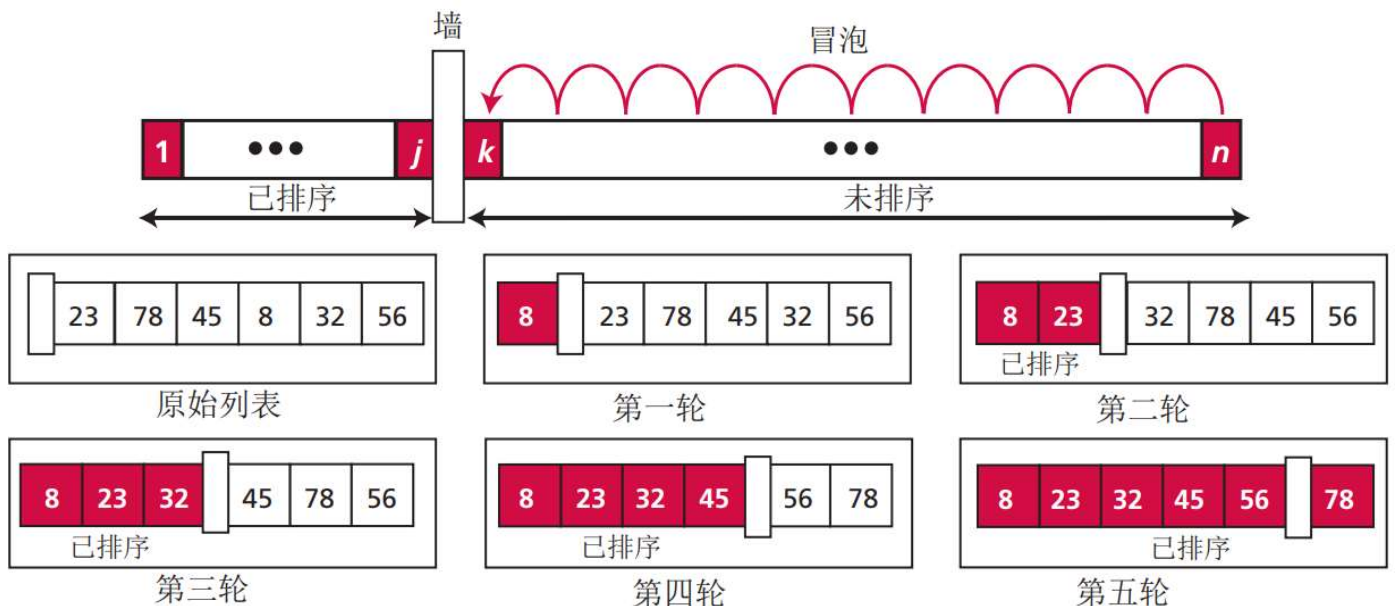 墙
冒泡
1 ••• j k ••• n
已排序 未排序
23 78 45 8 32 56
原始列表
8 23 78 45 32 56
第一轮
8 23 32 78 45 56
已排序
第二轮
8 23 32 45 78 56
已排序
第三轮
8 23 32 45 56 78
已排序
第四轮
8 23 32 45 56 78
已排序
第五轮